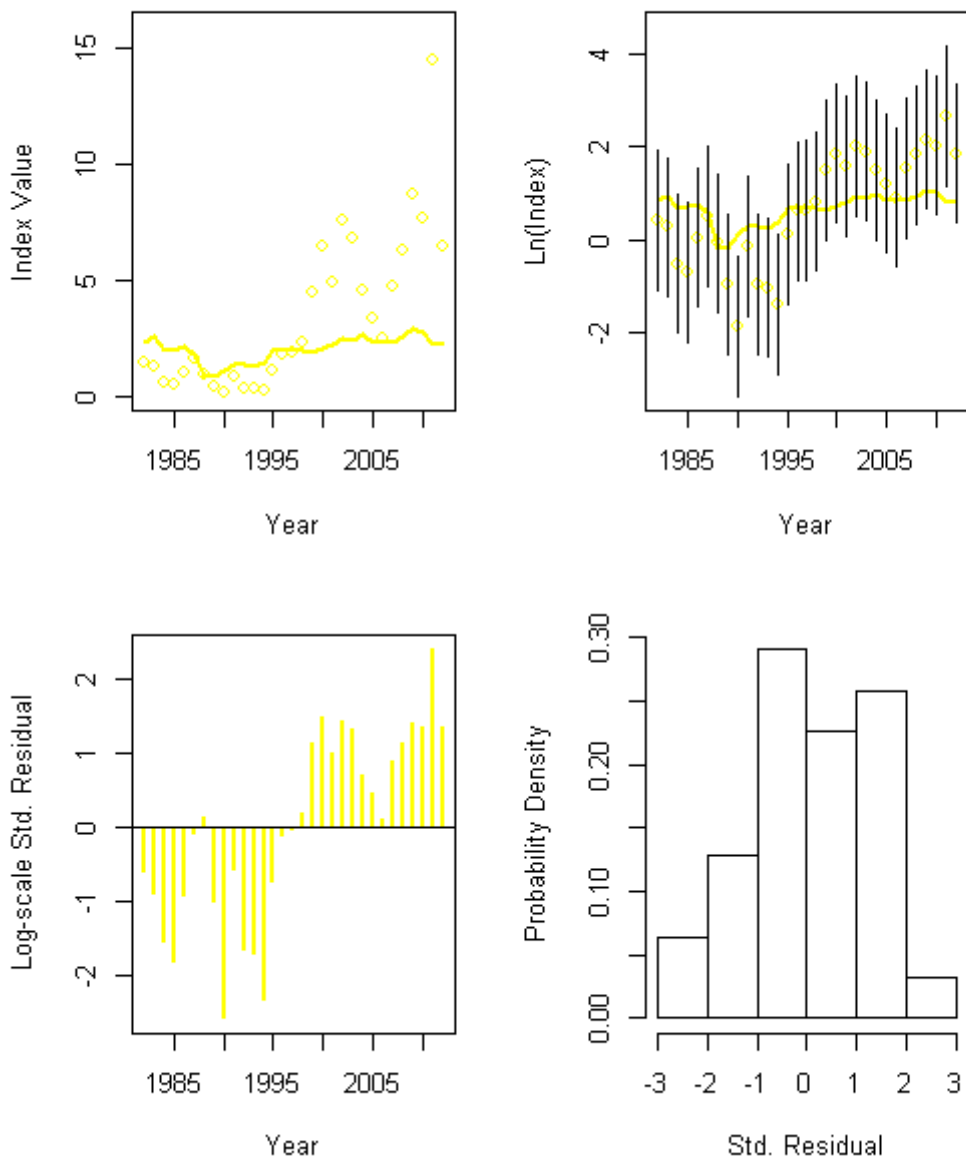 Index Value
15
10
5
0
1985 1995 2005
Year
Ln(Index)
4
2
0
-2
1985 1995 2005
Year
Log-scale Std. Residual
2
1
0
-1
-2
1985 1995 2005
Year
Probability Density
0.30
0.20
0.10
0.00
-3 -2 -1 0 1 2 3
Std. Residual